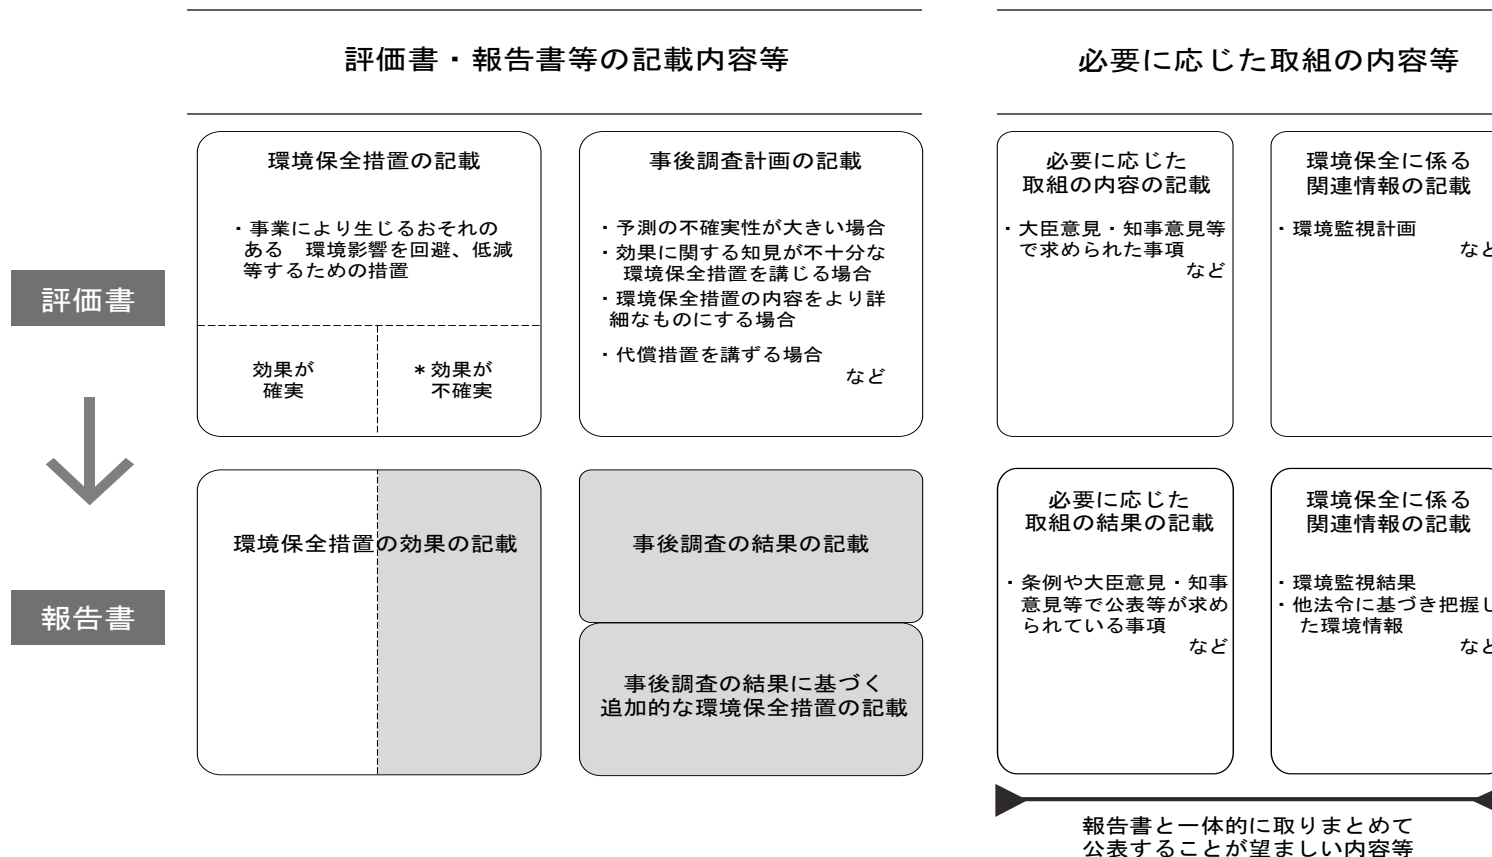 評価書・報告書等の記載内容等
必要に応じた取組の内容等
評価書
環境保全措置の記載
・事業により生じるおそれの
ある　環境影響を回避、低減
等するための措置
効果が
確実
*効果が
不確実
事後調査計画の記載
・予測の不確実性が大きい場合
・効果に関する知見が不十分な
環境保全措置を講じる場合
・環境保全措置の内容をより詳
細なものにする場合
・代償措置を講ずる場合
など
必要に応じた
取組の内容の記載
・大臣意見・知事意見等
で求められた事項
など
環境保全に係る
関連情報の記載
・環境監視計画
など
報告書
環境保全措置の効果の記載
事後調査の結果の記載
事後調査の結果に基づく
追加的な環境保全措置の記載
必要に応じた
取組の結果の記載
・条例や大臣意見・知事
意見等で公表等が求め
られている事項
など
環境保全に係る
関連情報の記載
・環境監視結果
・他法令に基づき把握し
た環境情報
など
報告書と一体的に取りまとめて
公表することが望ましい内容等